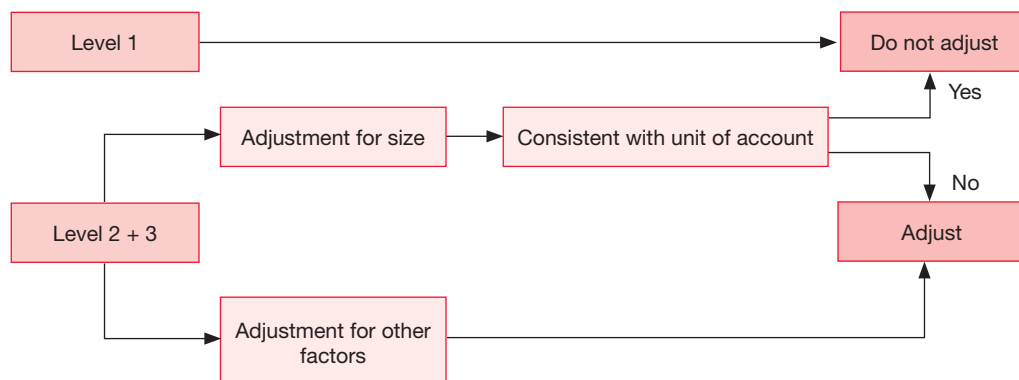 Level 1
Do not adjust
Yes
Adjustment for size
Consistent with unit of account
No
Level 2 + 3
Adjust
Adjustment for other
factors